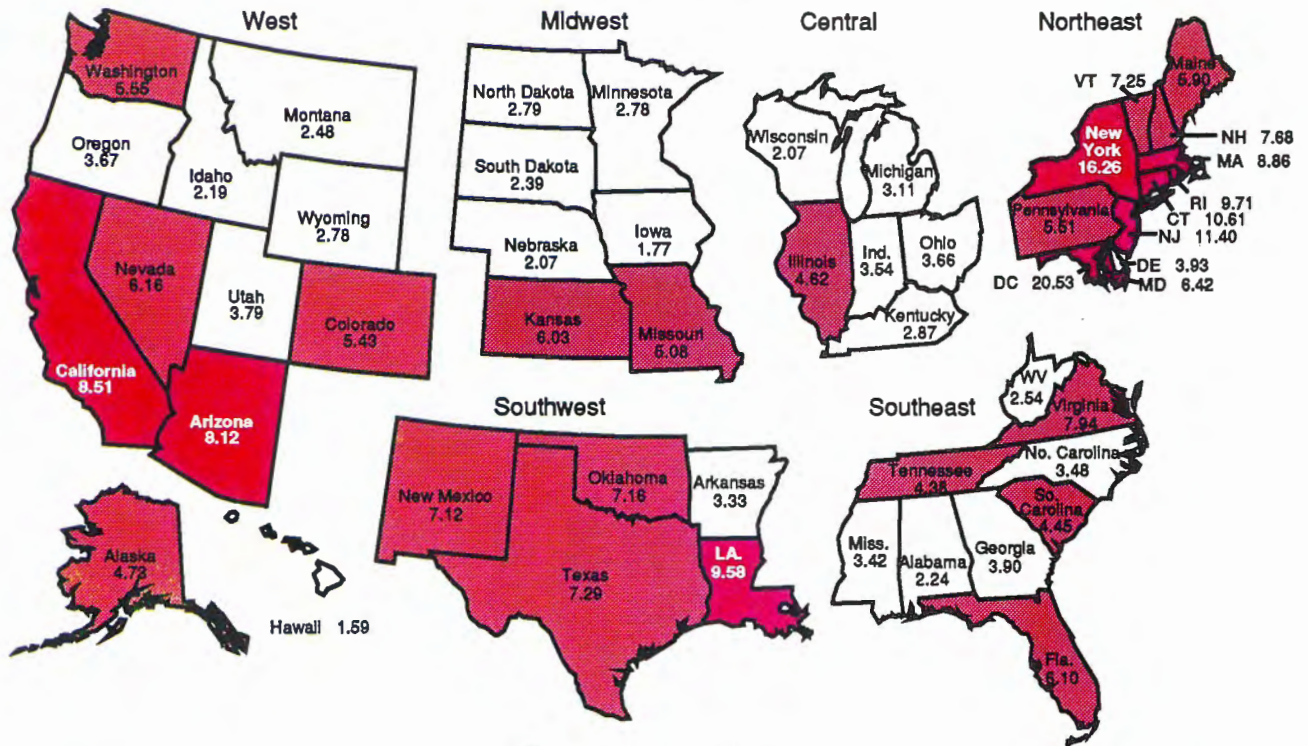 West
Midwest
Central
Northeast
Washington
5.55
Oregon
3.67
Idaho
2.19
Montana
2.48
Wyoming
2.78
Nevada
6.16
Utah
3.79
Colorado
5.43
California
8.51
Arizona
8.12
Alaska
4.73
Hawaii 1.59
North Dakota
2.79
Minnesota
2.78
South Dakota
2.39
Nebraska
2.07
Iowa
1.77
Kansas
6.03
Missouri
5.08
Wisconsin
2.07
Michigan
3.11
Illinois
4.62
Ind.
3.54
Ohio
3.66
Kentucky
2.87
Maine
5.90
VT 7.25
New
York
16.26
NH 7.68
MA 8.86
RI 9.71
CT 10.61
NJ 11.40
Pennsylvania
5.51
DE 3.93
MD 6.42
DC 20.53
Southwest
New Mexico
7.12
Oklahoma
7.16
Arkansas
3.33
Texas
7.29
LA.
9.58
Southeast
WV
2.54
Virginia
7.94
No. Carolina
3.48
Tennessee
4.38
So.
Carolina
4.45
Miss.
3.42
Alabama
2.24
Georgia
3.90
Fla.
6.10